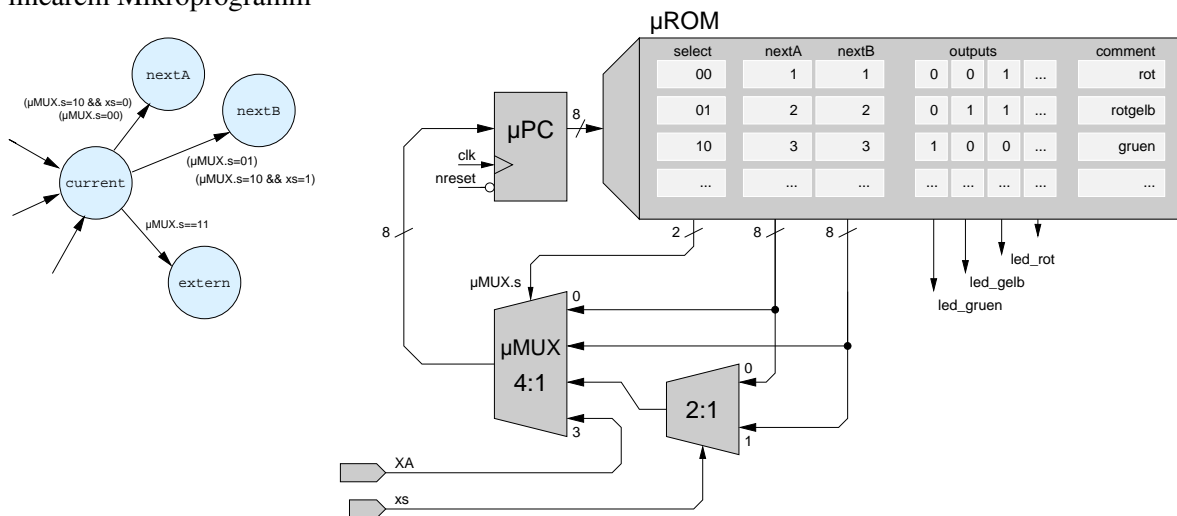 linearem Mikroprogramm
µROM
nextA
nextB
current
extern
(µMUX.s=10 && xs=0)
(µMUX.s=00)
(µMUX.s=01)
(µMUX.s=10 && xs=1)
µMUX.s==11
select nextA nextB outputs comment
00 1 1 0 0 1 ... rot
01 2 2 0 1 1 ... rotgelb
10 3 3 1 0 0 ... gruen
... ... ... ... ... ... ... ...
µPC
8
clk
nreset
8
2
8
8
led_rot
led_gelb
led_gruen
µMUX.s
0
µMUX
4:1
3
0
2:1
1
XA
xs